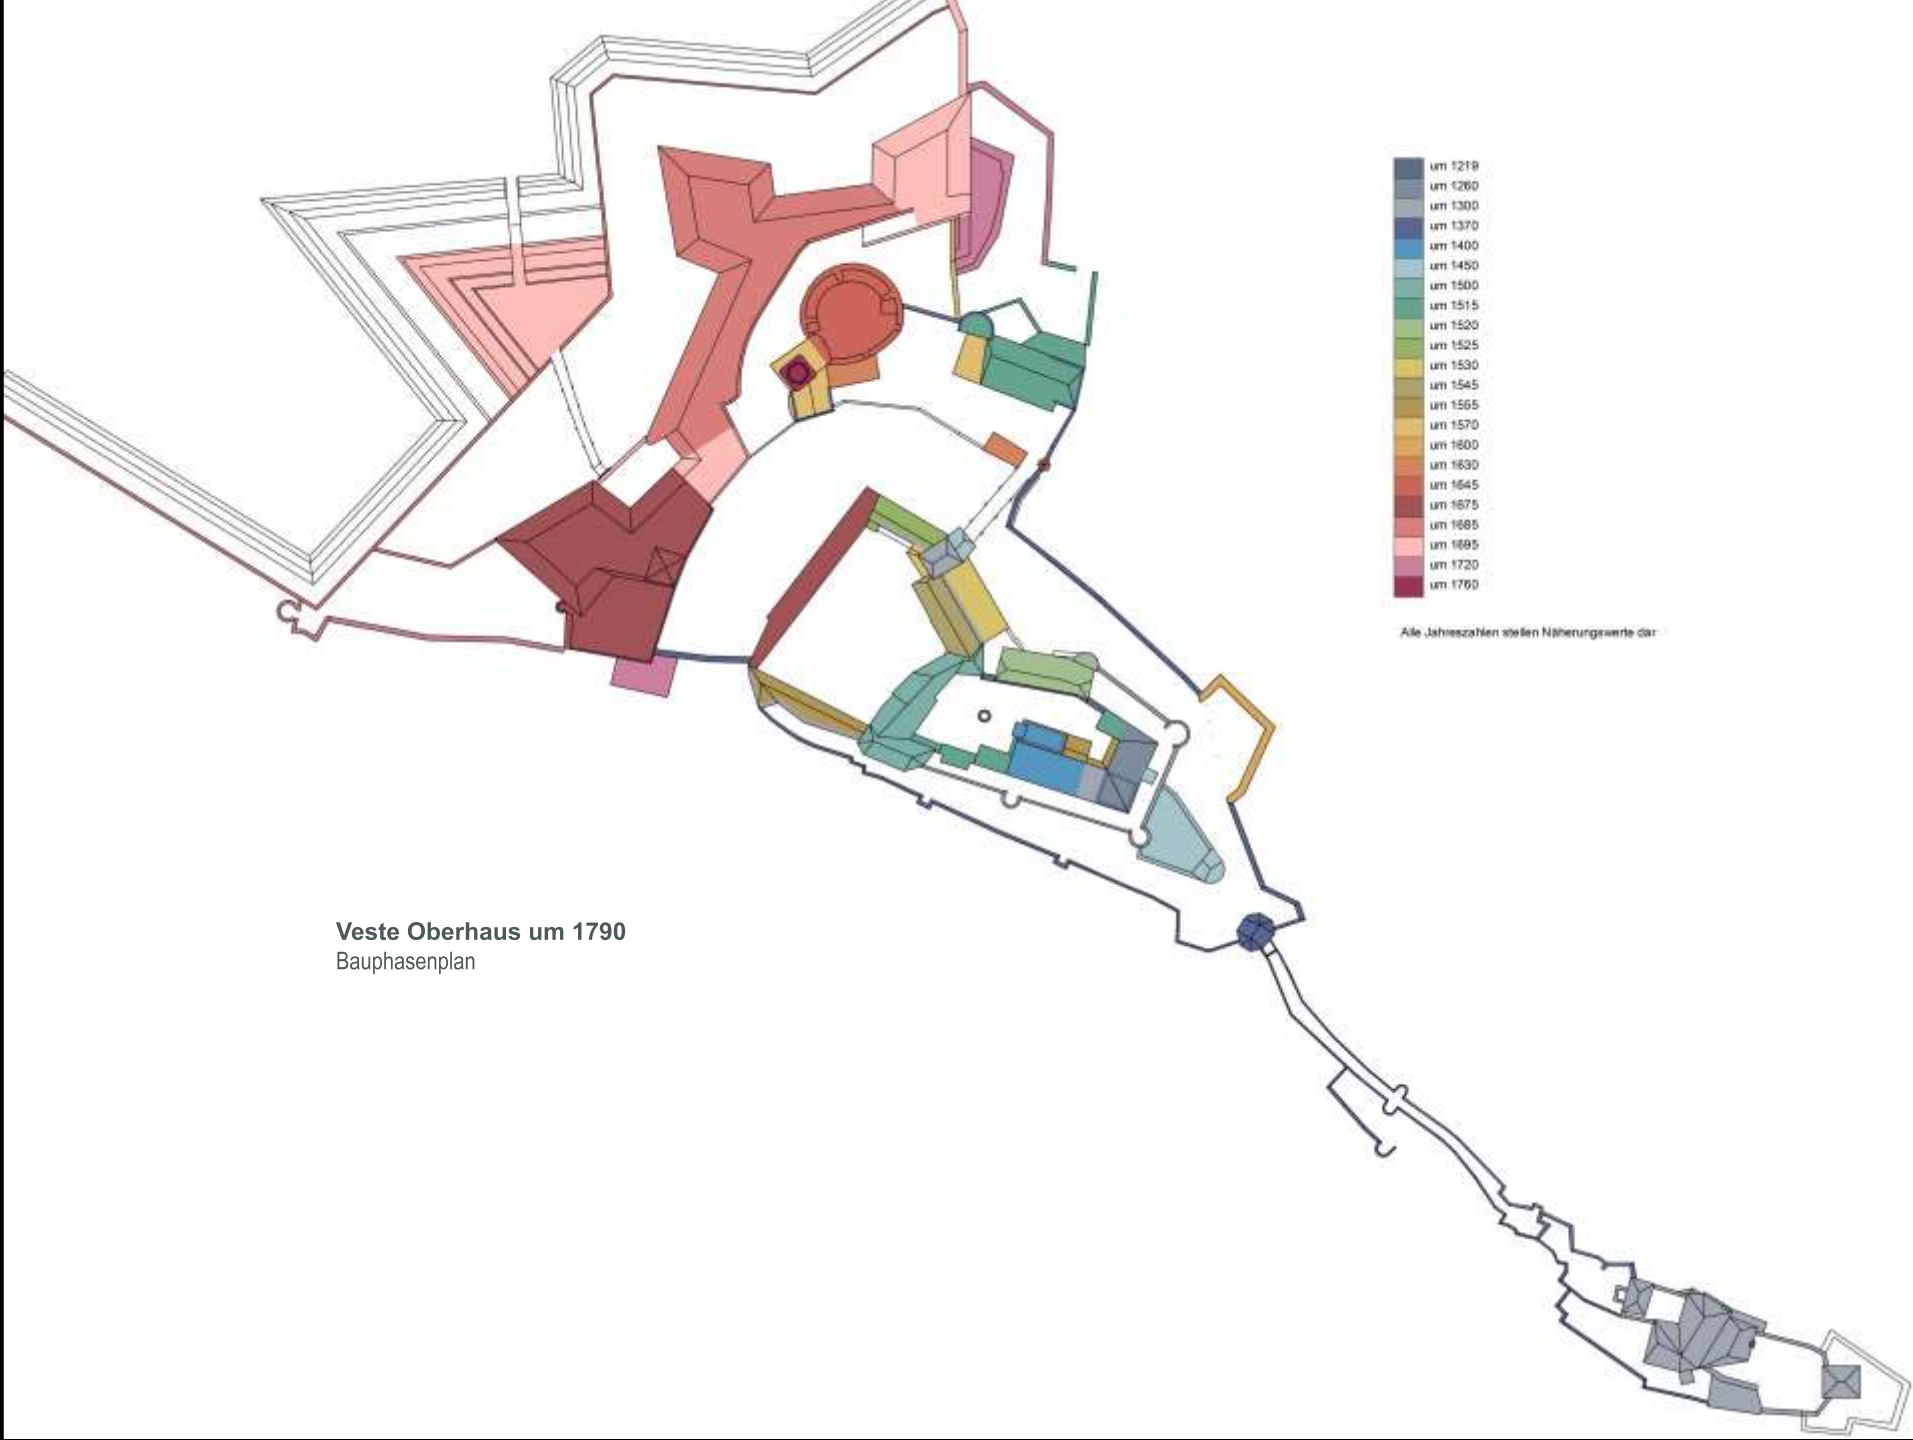 um 1219
um 1260
um 1300
um 1370
um 1400
um 1450
um 1500
um 1515
um 1520
um 1525
um 1530
um 1545
um 1555
um 1570
um 1600
um 1630
um 1645
um 1675
um 1685
um 1695
um 1720
um 1760
Alle Jahreszahlen stellen Näherungswerte dar
Veste Oberhaus um 1790
Bauphasenplan